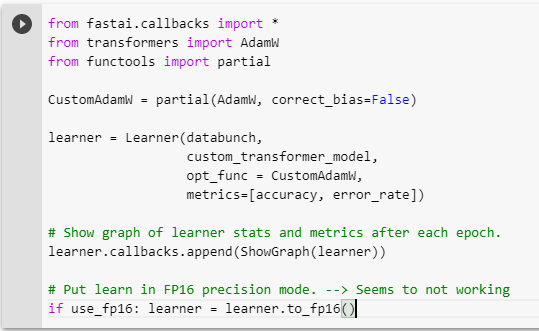 from fastai.callbacks import *
from transformers import AdamW
from functools import partial
CustomAdamW = partial(AdamW, correct_bias=False)
learner = Learner(databunch,
custom_transformer_model,
opt_func = CustomAdamW,
metrics=[accuracy, error_rate])
# Show graph of learner stats and metrics after each epoch.
learner.callbacks.append(ShowGraph(learner))
# Put learn in FP16 precision mode. --> Seems to not working
if use_fp16: learner = learner.to_fp16()